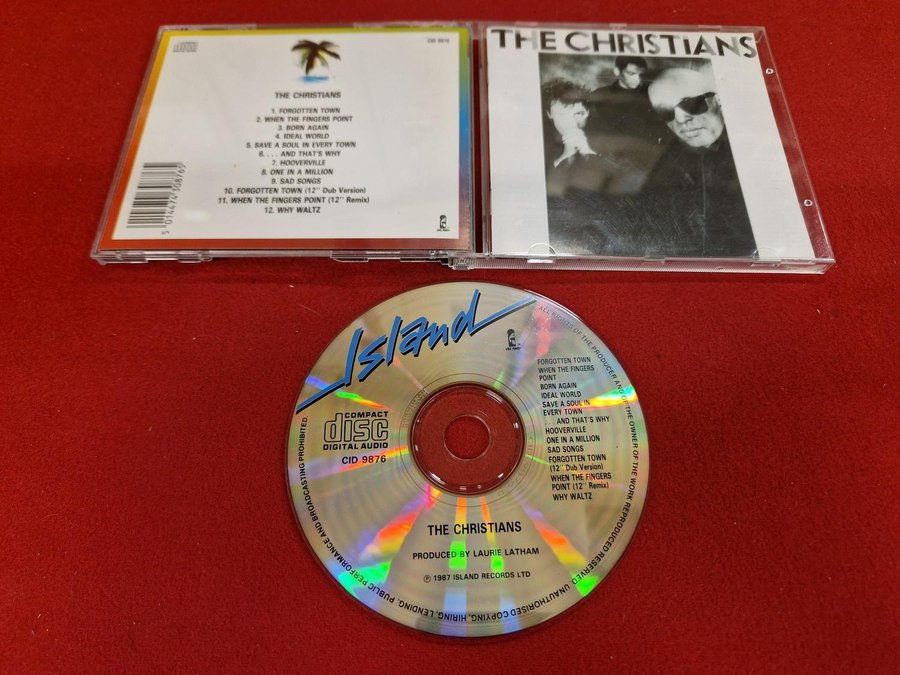 CID 9876
THE CHRISTIANS
1. FORGOTTEN TOWN
2. WHEN THE FINGERS POINT
3. BORN AGAIN
4. IDEAL WORLD
5. SAVE A SOUL IN EVERY TOWN
6. . . . AND THAT'S WHY
7. HOOVERVILLE
8. ONE IN A MILLION
9. SAD SONGS
10. FORGOTTEN TOWN (12" Dub Version)
11. WHEN THE FINGERS POINT (12" Remix)
12. WHY WALTZ
5 014474 308765
THE CHRISTIANS
Island
COMPACT
disc
DIGITAL AUDIO
CID 9876
FORGOTTEN TOWN
WHEN THE FINGERS
POINT
BORN AGAIN
IDEAL WORLD
SAVE A SOUL IN
EVERY TOWN
. . . AND THAT'S WHY
HOOVERVILLE
ONE IN A MILLION
SAD SONGS
FORGOTTEN TOWN
(12" Dub Version)
WHEN THE FINGERS
POINT (12" Remix)
WHY WALTZ
THE CHRISTIANS
PRODUCED BY LAURIE LATHAM
℗ 1987 ISLAND RECORDS LTD
ALL RIGHTS OF THE PRODUCER AND OF THE OWNER OF THE WORK REPRODUCED RESERVED. UNAUTHORISED COPYING, HIRING, LENDING, PUBLIC PERFORMANCE AND BROADCASTING PROHIBITED.